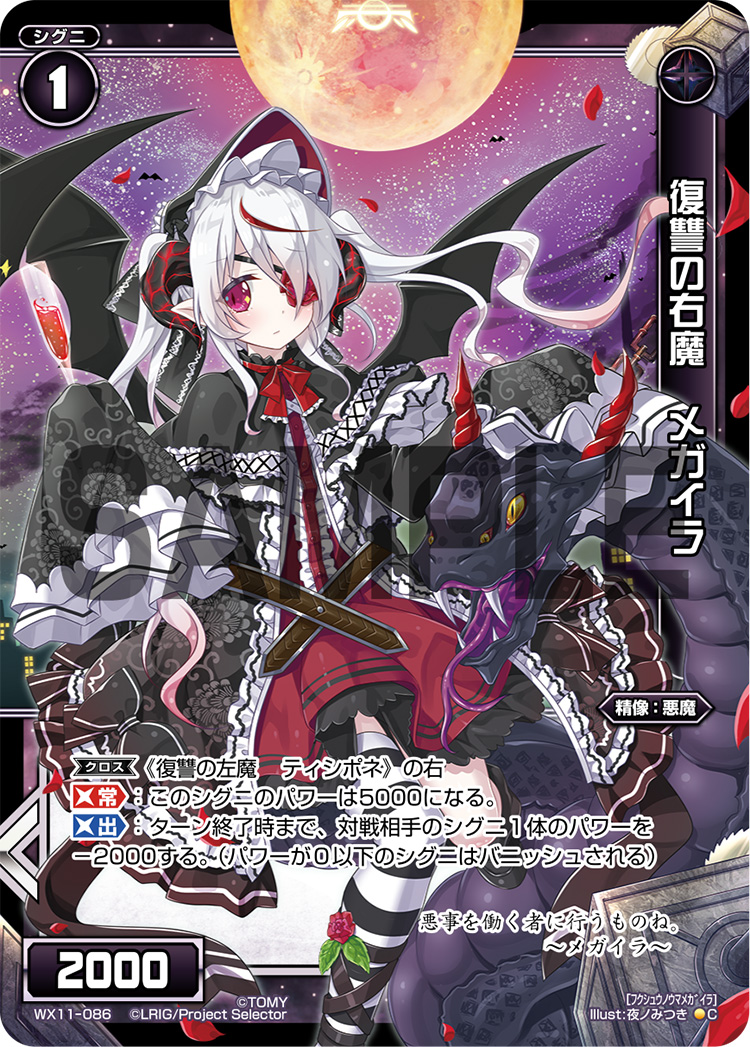 シグニ
1
復讐の右魔 メガイラ
SAMPLE
精像:悪魔
クロス 《復讐の左魔 ティシポネ》の右
常:このシグニのパワーは5000になる。
出:ターン終了時まで、対戦相手のシグニ1体のパワーを
-2000する。(パワーが0以下のシグニはバニッシュされる)
悪事を働く者に行うものね。
~メガイラ~
2000
©TOMY
WX11-086 ©LRIG/Project Selector
[フクシュウノウマメガイラ]
Illust:夜ノみつき C